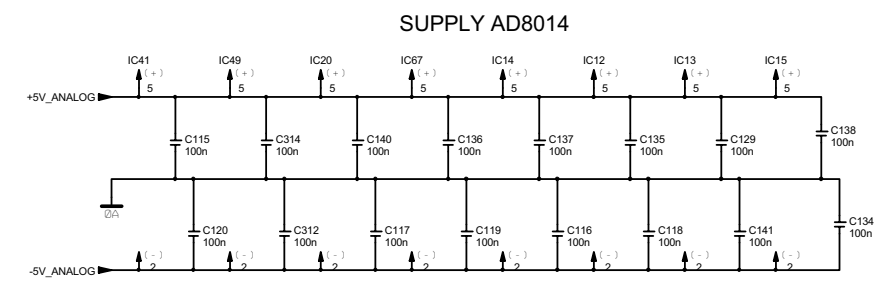 SUPPLY AD8014
IC41 IC49 IC20 IC67 IC14 IC12 IC13 IC15
(+) (+) (+) (+) (+) (+) (+) (+)
5 5 5 5 5 5 5 5
+5V_ANALOG
C115 C314 C140 C136 C137 C135 C129 C138
100n 100n 100n 100n 100n 100n 100n 100n
0A
C120 C312 C117 C119 C116 C118 C141 C134
100n 100n 100n 100n 100n 100n 100n 100n
(-) (-) (-) (-) (-) (-) (-) (-)
2 2 2 2 2 2 2 2
-5V_ANALOG